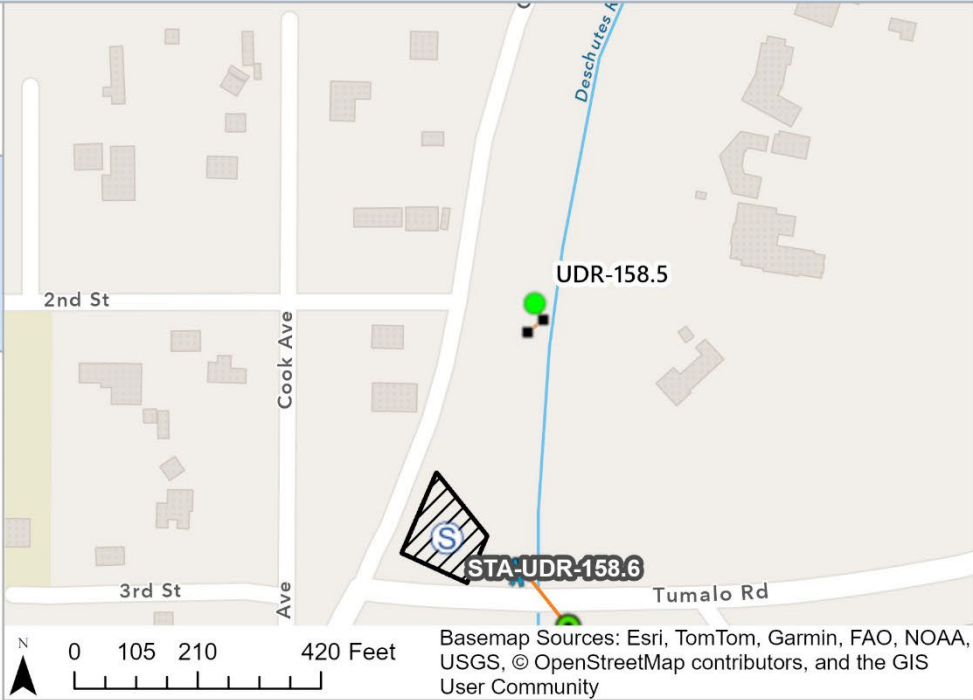 Deschutes
UDR-158.5
2nd St
Cook Ave
S
STA-UDR-158.6
3rd St
Ave
Tumalo Rd
N
0 105 210 420 Feet
Basemap Sources: Esri, TomTom, Garmin, FAO, NOAA,
USGS, © OpenStreetMap contributors, and the GIS
User Community